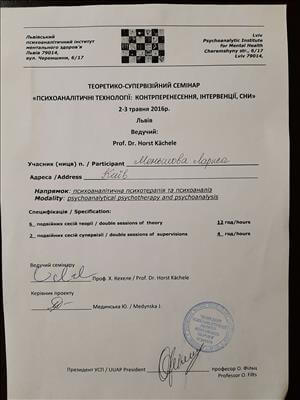 Львівський
психоаналітичний інститут
ментального здоров'я
Львів 79014,
вул. Черемшини, 6/17
Lviv
Psychoanalytic Institute
for Mental Health
Cheremshyny str., 6/17
Lviv 79014,
ТЕОРЕТИКО-СУПЕРВІЗІЙНИЙ СЕМІНАР
«ПСИХОАНАЛІТИЧНІ ТЕХНОЛОГІЇ: КОНТРПЕРЕНЕСЕННЯ, ІНТЕРВЕНЦІЇ, СНИ»
2-3 травня 2016р.
Львів
Ведучий:
Prof. Dr. Horst Kächele
Учасник (ниця) п. / Participant Лариса
Адреса /Address Київ
Напрямок: психоаналітична психотерапія та психоаналіз
Modality: psychoanalytical psychotherapy and psychoanalysis
Специфікація / Specification:
подвійних сесій теорії / double sessions of theory 12 год/hours
2 подвійних сесій супервізії / double sessions of supervisions 4 год/hours
Ведучий семінару
Проф. Х. Кехеле / Prof. Dr. Horst Kächele
Керівник проекту
Мединська Ю. / Medynska J.
Президент УСП / UUAP President професор О. Фільц
Professor O. Filts